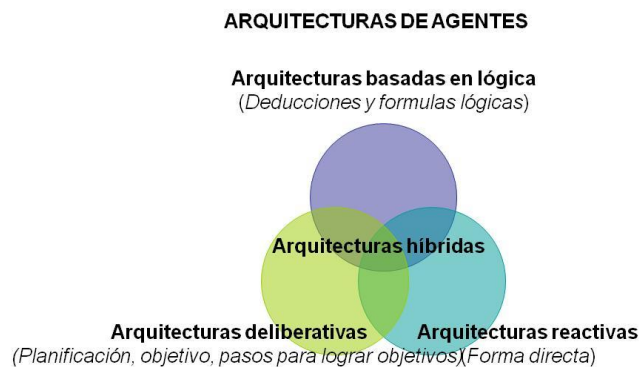 ARQUITECTURAS DE AGENTES
Arquitecturas basadas en lógica
(Deducciones y formulas lógicas)
Arquitecturas híbridas
Arquitecturas deliberativas
(Planificación, objetivo, pasos para lograr objetivos)
Arquitecturas reactivas
(Forma directa)